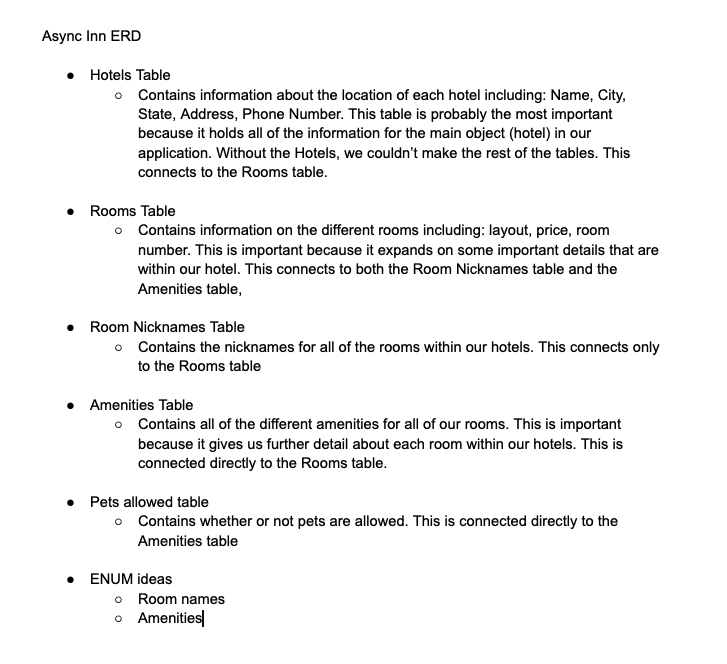 Async Inn ERD
● Hotels Table
○ Contains information about the location of each hotel including: Name, City,
State, Address, Phone Number. This table is probably the most important
because it holds all of the information for the main object (hotel) in our
application. Without the Hotels, we couldn’t make the rest of the tables. This
connects to the Rooms table.
● Rooms Table
○ Contains information on the different rooms including: layout, price, room
number. This is important because it expands on some important details that are
within our hotel. This connects to both the Room Nicknames table and the
Amenities table,
● Room Nicknames Table
○ Contains the nicknames for all of the rooms within our hotels. This connects only
to the Rooms table
● Amenities Table
○ Contains all of the different amenities for all of our rooms. This is important
because it gives us further detail about each room within our hotels. This is
connected directly to the Rooms table.
● Pets allowed table
○ Contains whether or not pets are allowed. This is connected directly to the
Amenities table
● ENUM ideas
○ Room names
○ Amenities